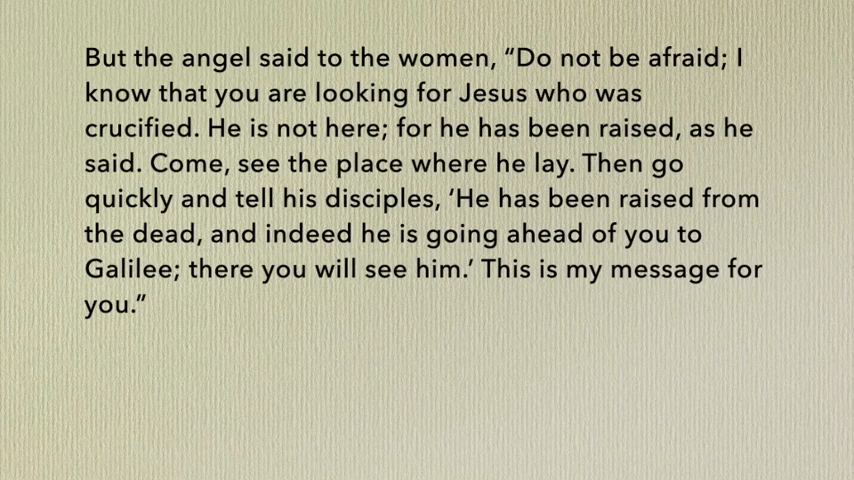 But the angel said to the women, “Do not be afraid; I
know that you are looking for Jesus who was
crucified. He is not here; for he has been raised, as he
said. Come, see the place where he lay. Then go
quickly and tell his disciples, ’He has been raised from
the dead, and indeed he is going ahead of you to
Galilee; there you will see him.’ This is my message for
you.”